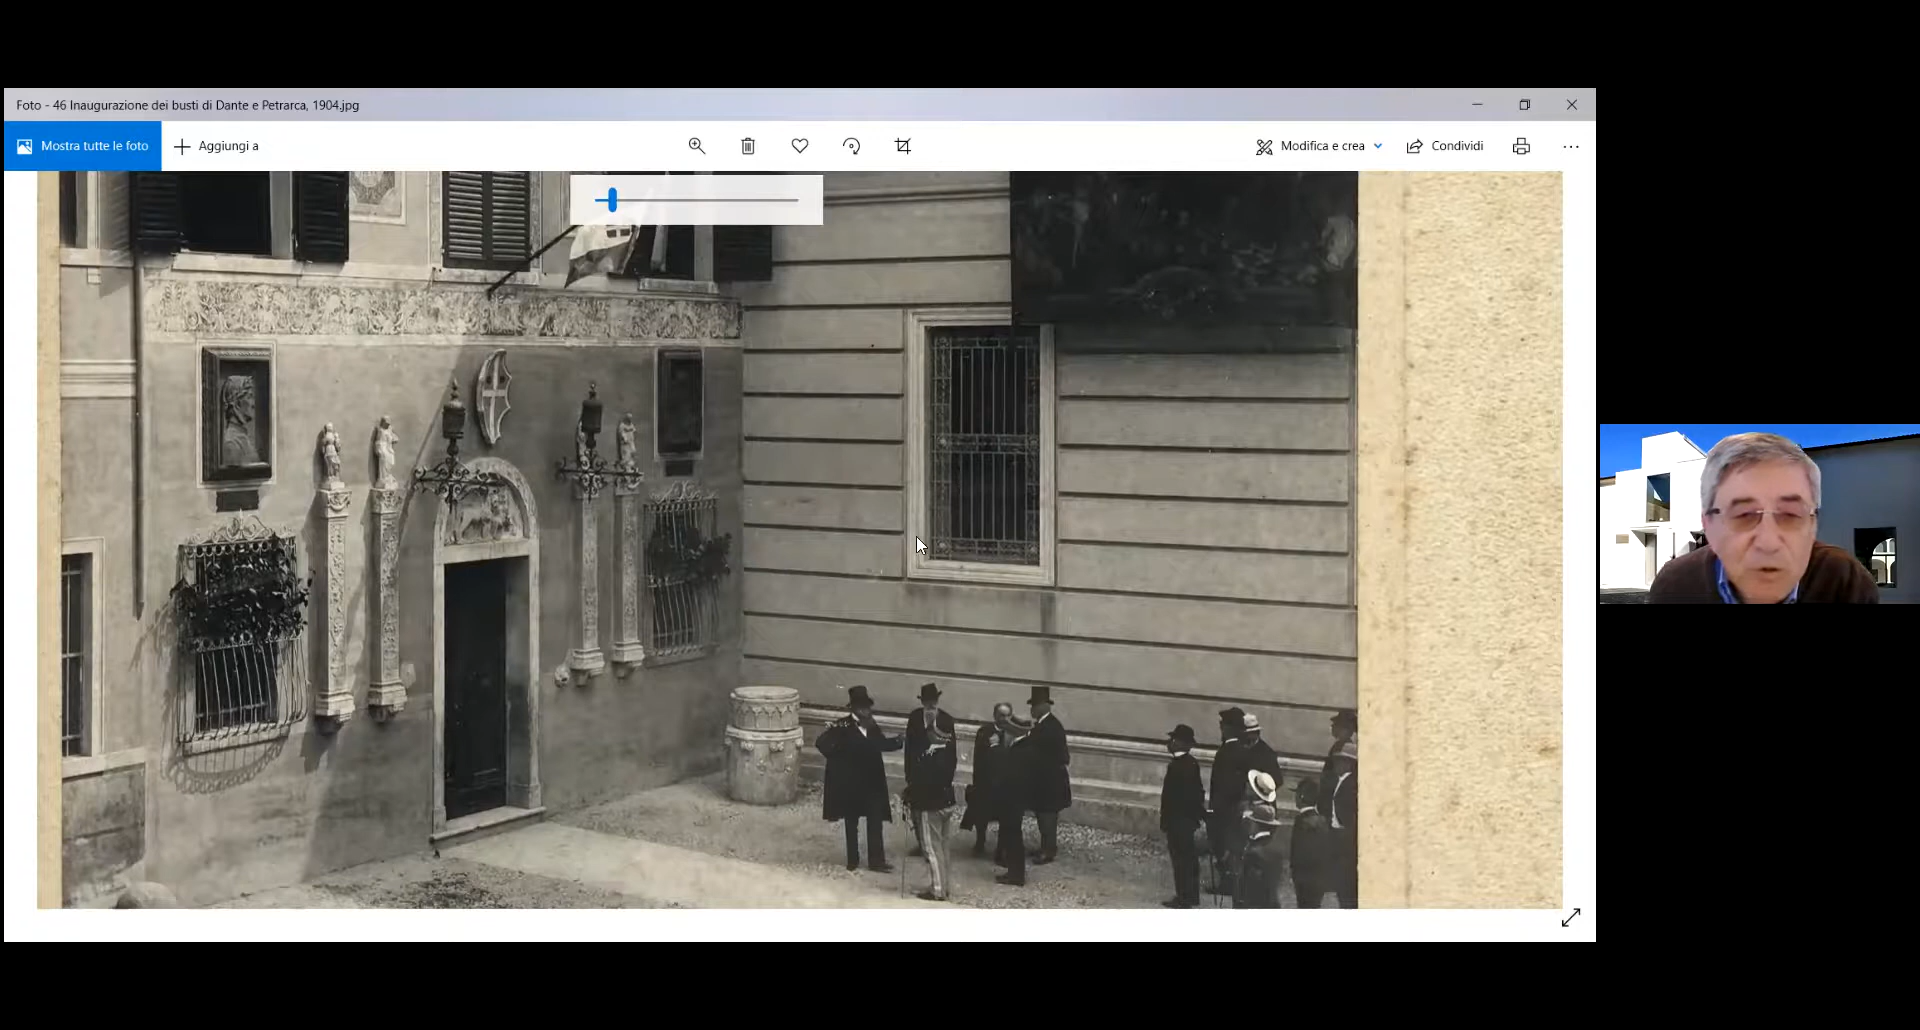 Foto - 46 Inaugurazione dei busti di Dante e Petrarca, 1904.jpg
Mostra tutte le foto
Aggiungi a
Modifica e crea
Condividi